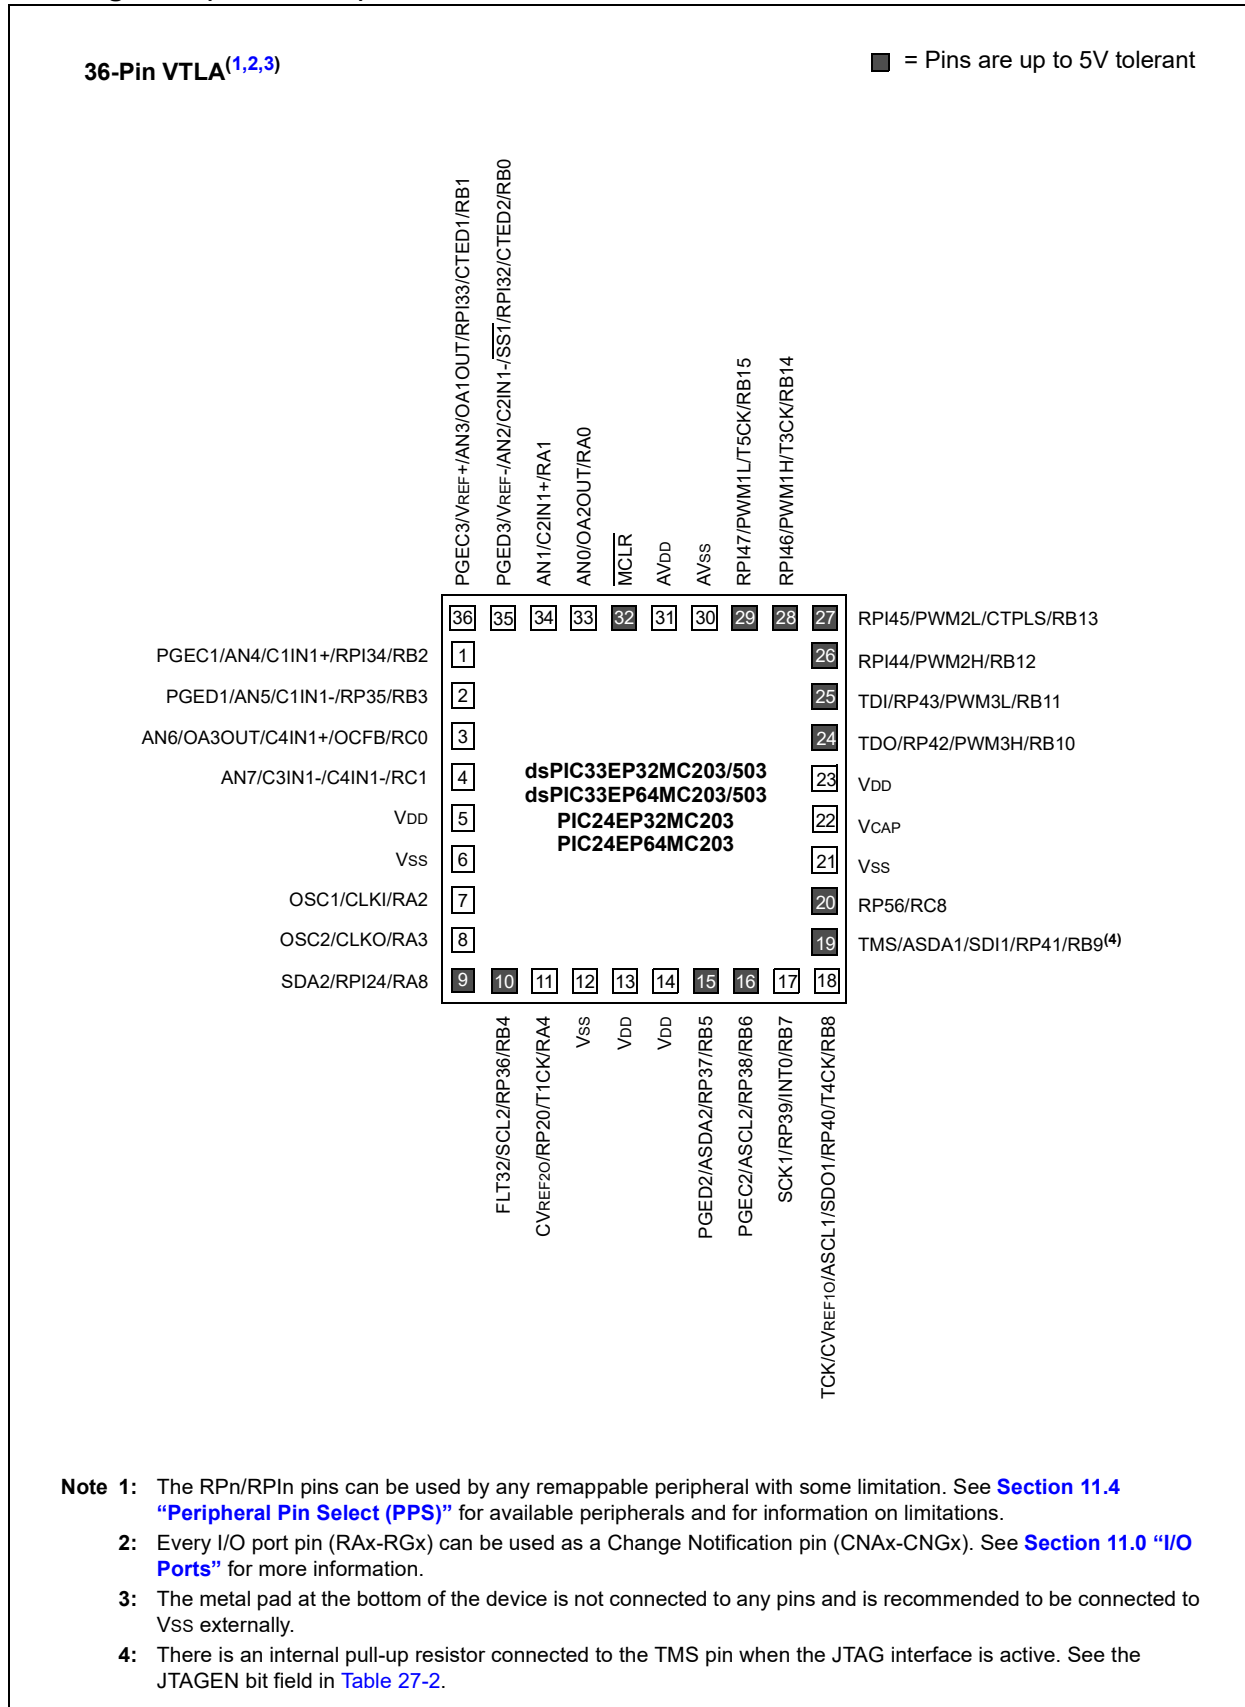 36-Pin VTLA(1,2,3)
= Pins are up to 5V tolerant
PGEC3/VREF+/AN3/OA1OUT/RPI33/CTED1/RB1
PGED3/VREF-/AN2/C2IN1-/SS1/RPI32/CTED2/RB0
AN1/C2IN1+/RA1
AN0/OA2OUT/RA0
MCLR
AVDD
AVSS
RPI47/PWM1L/T5CK/RB15
RPI46/PWM1H/T3CK/RB14
36 35 34 33 32 31 30 29 28 27 RPI45/PWM2L/CTPLS/RB13
PGEC1/AN4/C1IN1+/RPI34/RB2 1 26 RPI44/PWM2H/RB12
PGED1/AN5/C1IN1-/RP35/RB3 2 25 TDI/RP43/PWM3L/RB11
AN6/OA3OUT/C4IN1+/OCFB/RC0 3 24 TDO/RP42/PWM3H/RB10
AN7/C3IN1-/C4IN1-/RC1 4 23 VDD
dsPIC33EP32MC203/503
dsPIC33EP64MC203/503
PIC24EP32MC203
PIC24EP64MC203
VDD 5 22 VCAP
VSS 6 21 VSS
OSC1/CLKI/RA2 7 20 RP56/RC8
OSC2/CLKO/RA3 8 19 TMS/ASDA1/SDI1/RP41/RB9(4)
SDA2/RPI24/RA8 9 10 11 12 13 14 15 16 17 18
FLT32/SCL2/RP36/RB4
CVREF2O/RP20/T1CK/RA4
VSS
VDD
VDD
PGED2/ASDA2/RP37/RB5
PGEC2/ASCL2/RP38/RB6
SCK1/RP39/INT0/RB7
TCK/CVREF1O/ASCL1/SDO1/RP40/T4CK/RB8
Note 1: The RPn/RPIn pins can be used by any remappable peripheral with some limitation. See Section 11.4
“Peripheral Pin Select (PPS)” for available peripherals and for information on limitations.
2: Every I/O port pin (RAx-RGx) can be used as a Change Notification pin (CNAx-CNGx). See Section 11.0 “I/O
Ports” for more information.
3: The metal pad at the bottom of the device is not connected to any pins and is recommended to be connected to
VSS externally.
4: There is an internal pull-up resistor connected to the TMS pin when the JTAG interface is active. See the
JTAGEN bit field in Table 27-2.